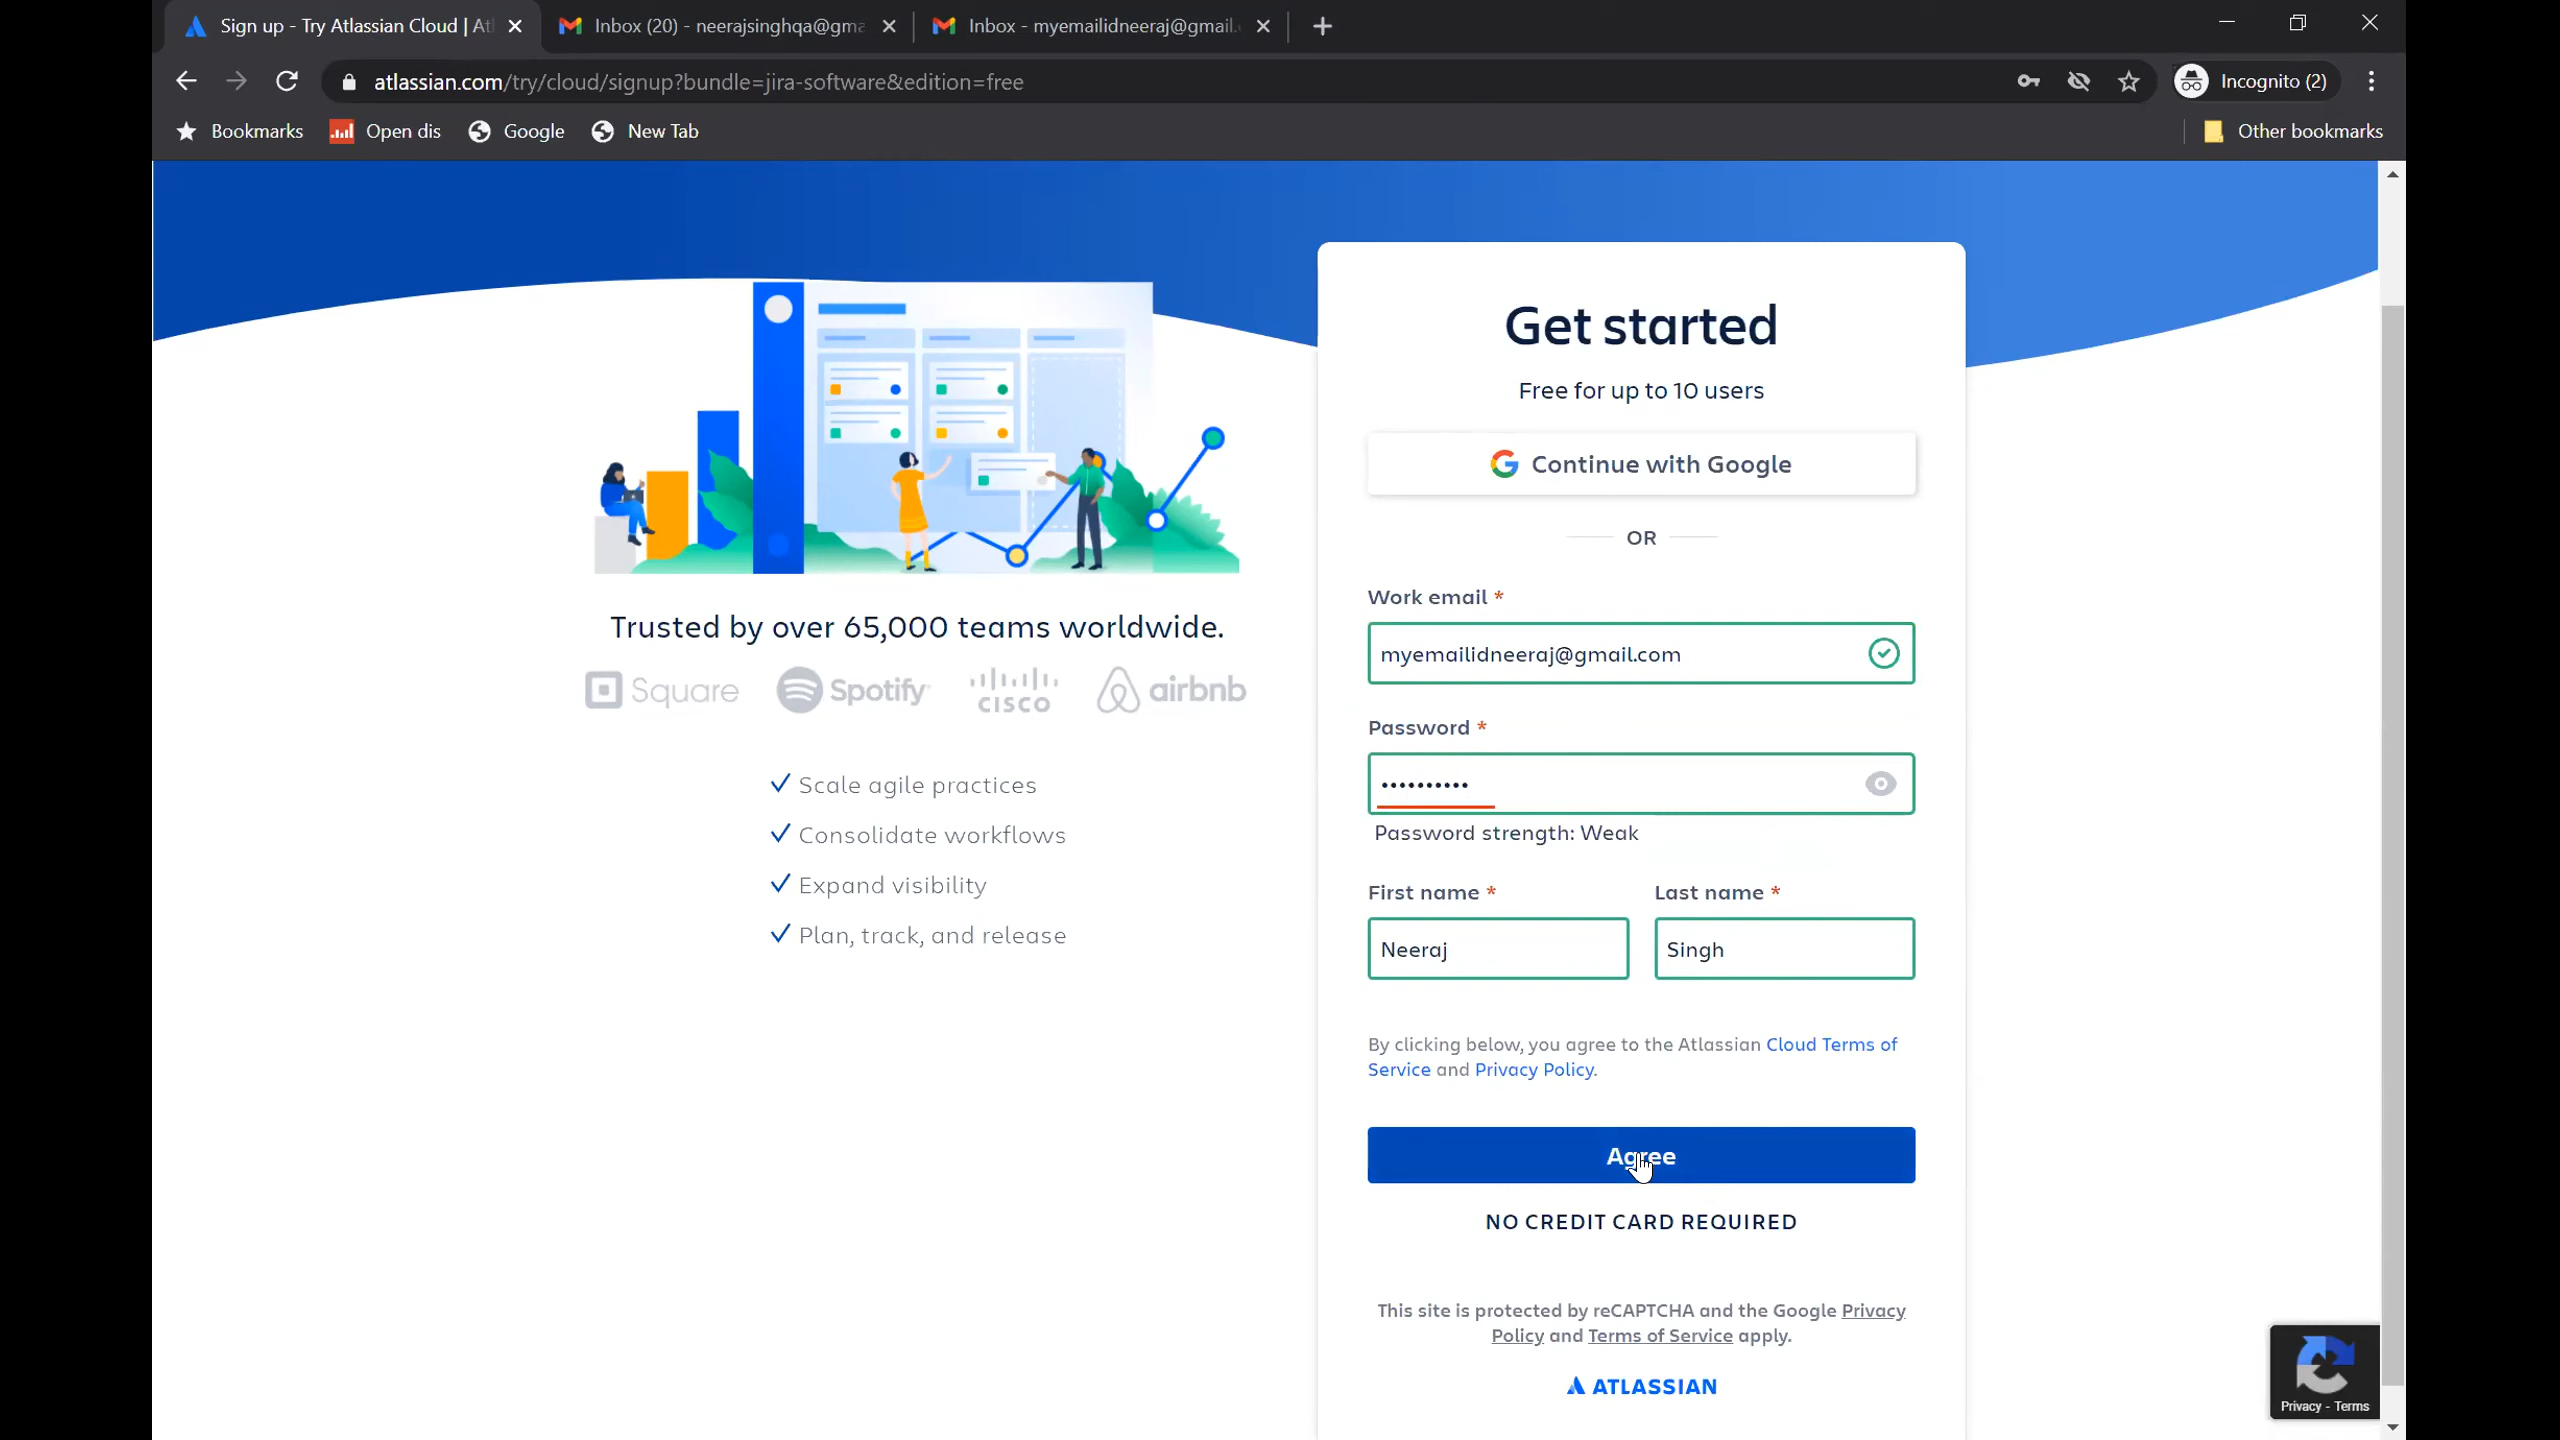 Sign up - Try Atlassian Cloud | Atl
Inbox (20) - neerajsinghqa@gma
Inbox - myemailidneeraj@gmail.
atlassian.com/try/cloud/signup?bundle=jira-software&edition=free
Incognito (2)
Bookmarks
Open dis
Google
New Tab
Other bookmarks
Trusted by over 65,000 teams worldwide.
Square
Spotify
CISCO
airbnb
Scale agile practices
Consolidate workflows
Expand visibility
Plan, track, and release
Get started
Free for up to 10 users
Continue with Google
OR
Work email *
myemailidneeraj@gmail.com
Password *
••••••••••
Password strength: Weak
First name *
Last name *
Neeraj
Singh
By clicking below, you agree to the Atlassian Cloud Terms of
Service and Privacy Policy.
Agree
NO CREDIT CARD REQUIRED
This site is protected by reCAPTCHA and the Google Privacy
Policy and Terms of Service apply.
ATLASSIAN
Privacy - Terms